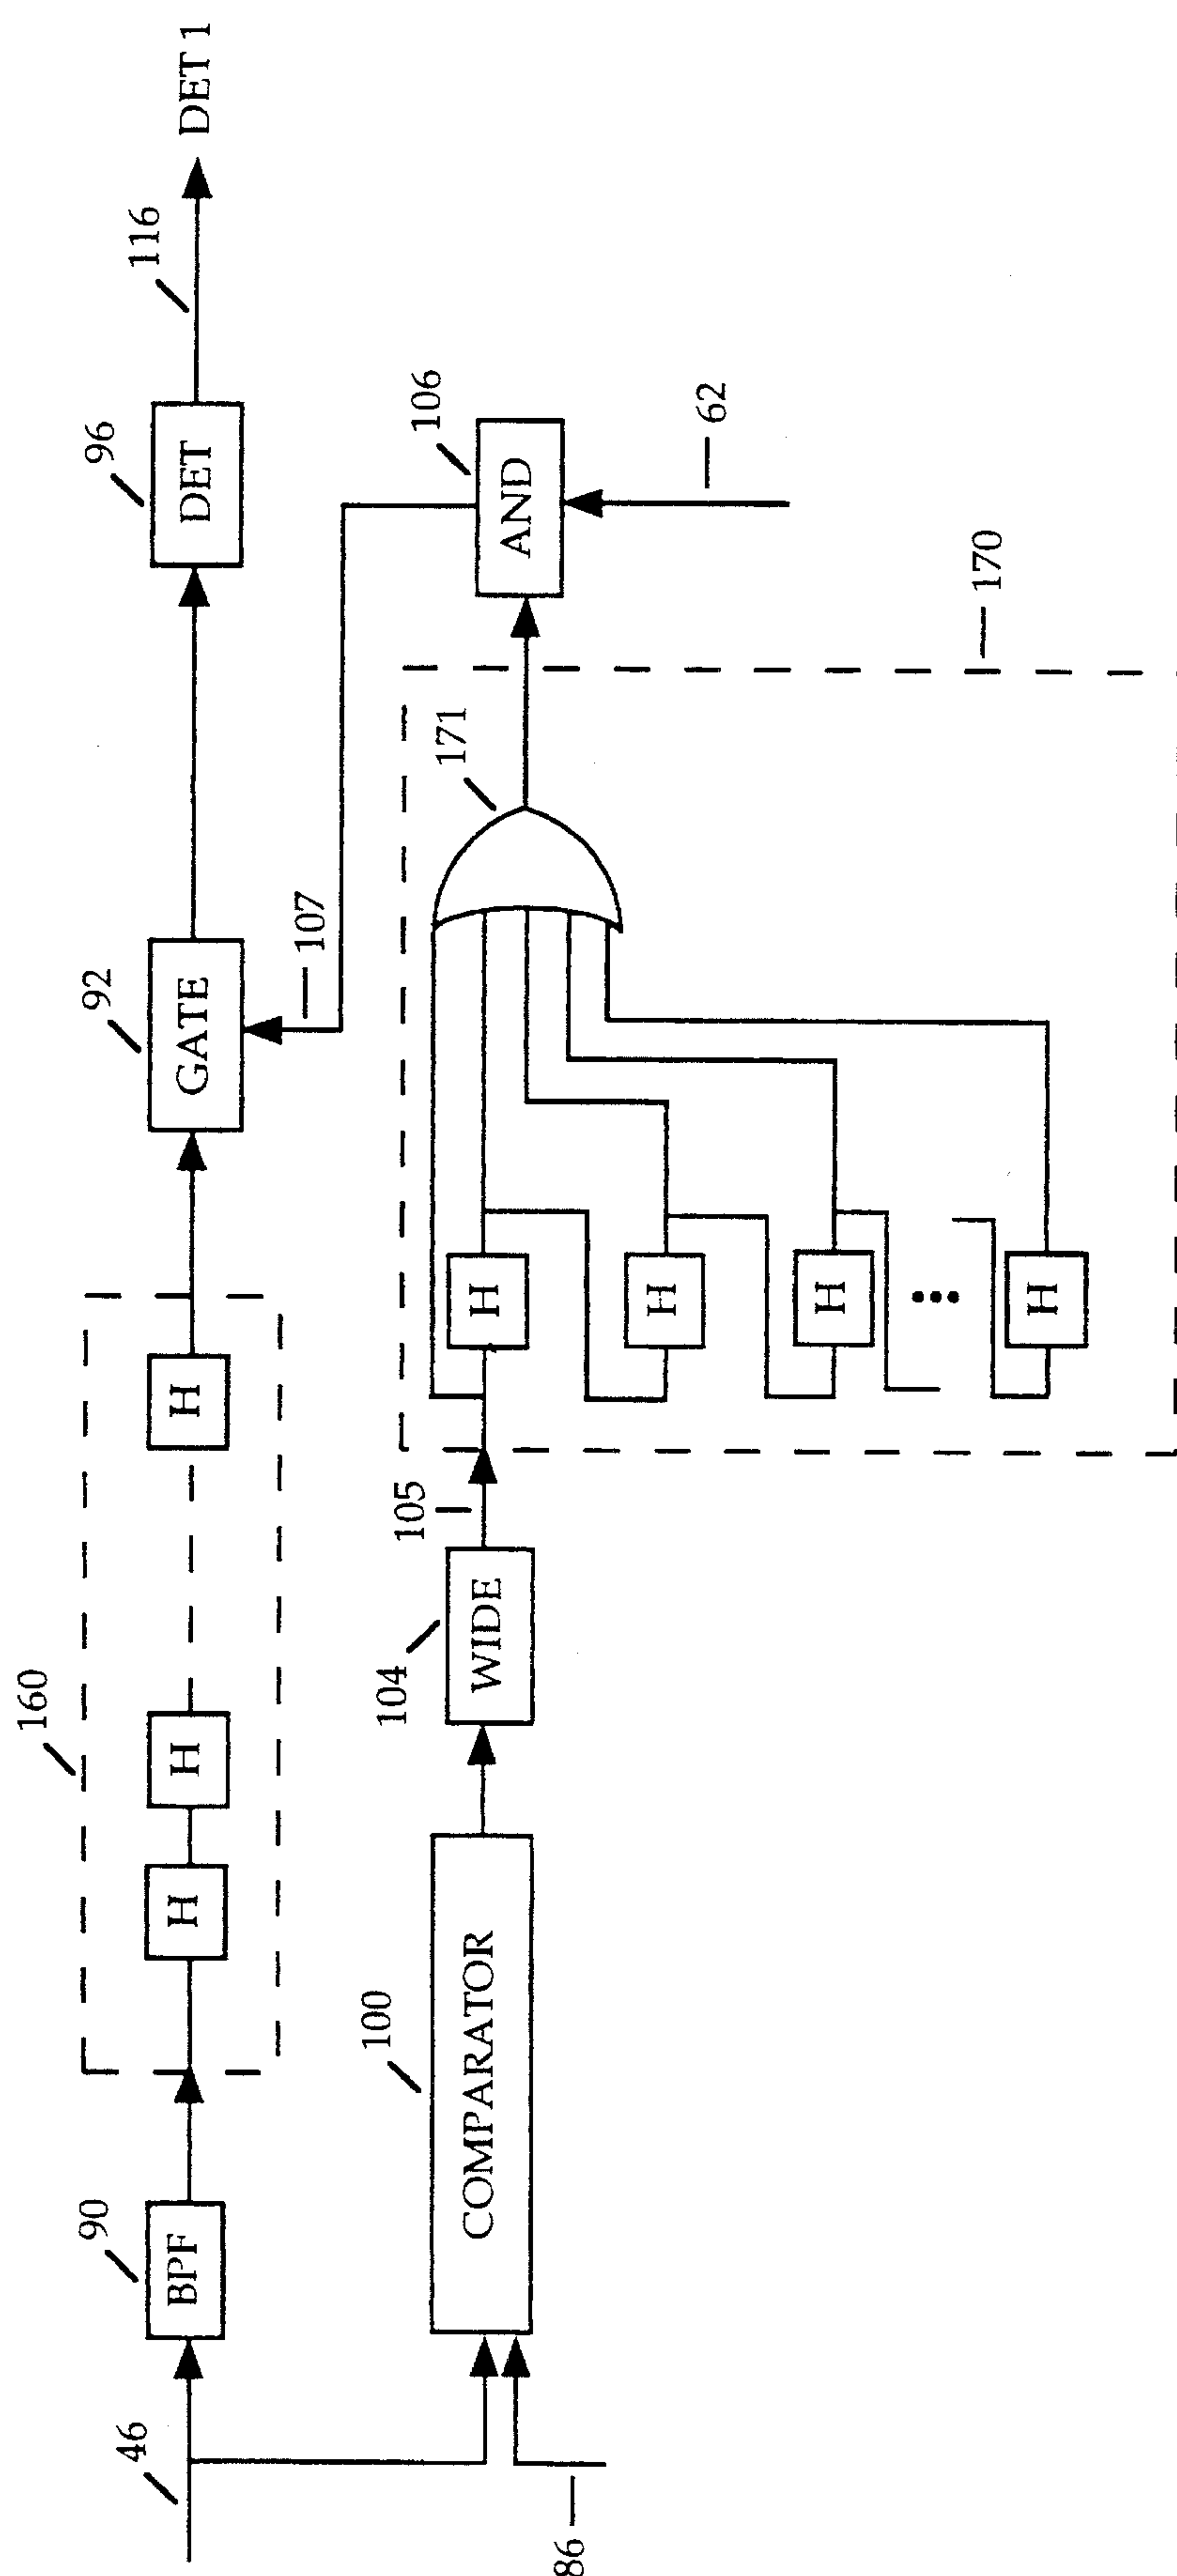 46
90
BPF
160
H
H
H
92
GATE
96
DET
116
DET 1
107
86
100
COMPARATOR
104
WIDE
105
H
H
H
H
171
106
AND
62
170